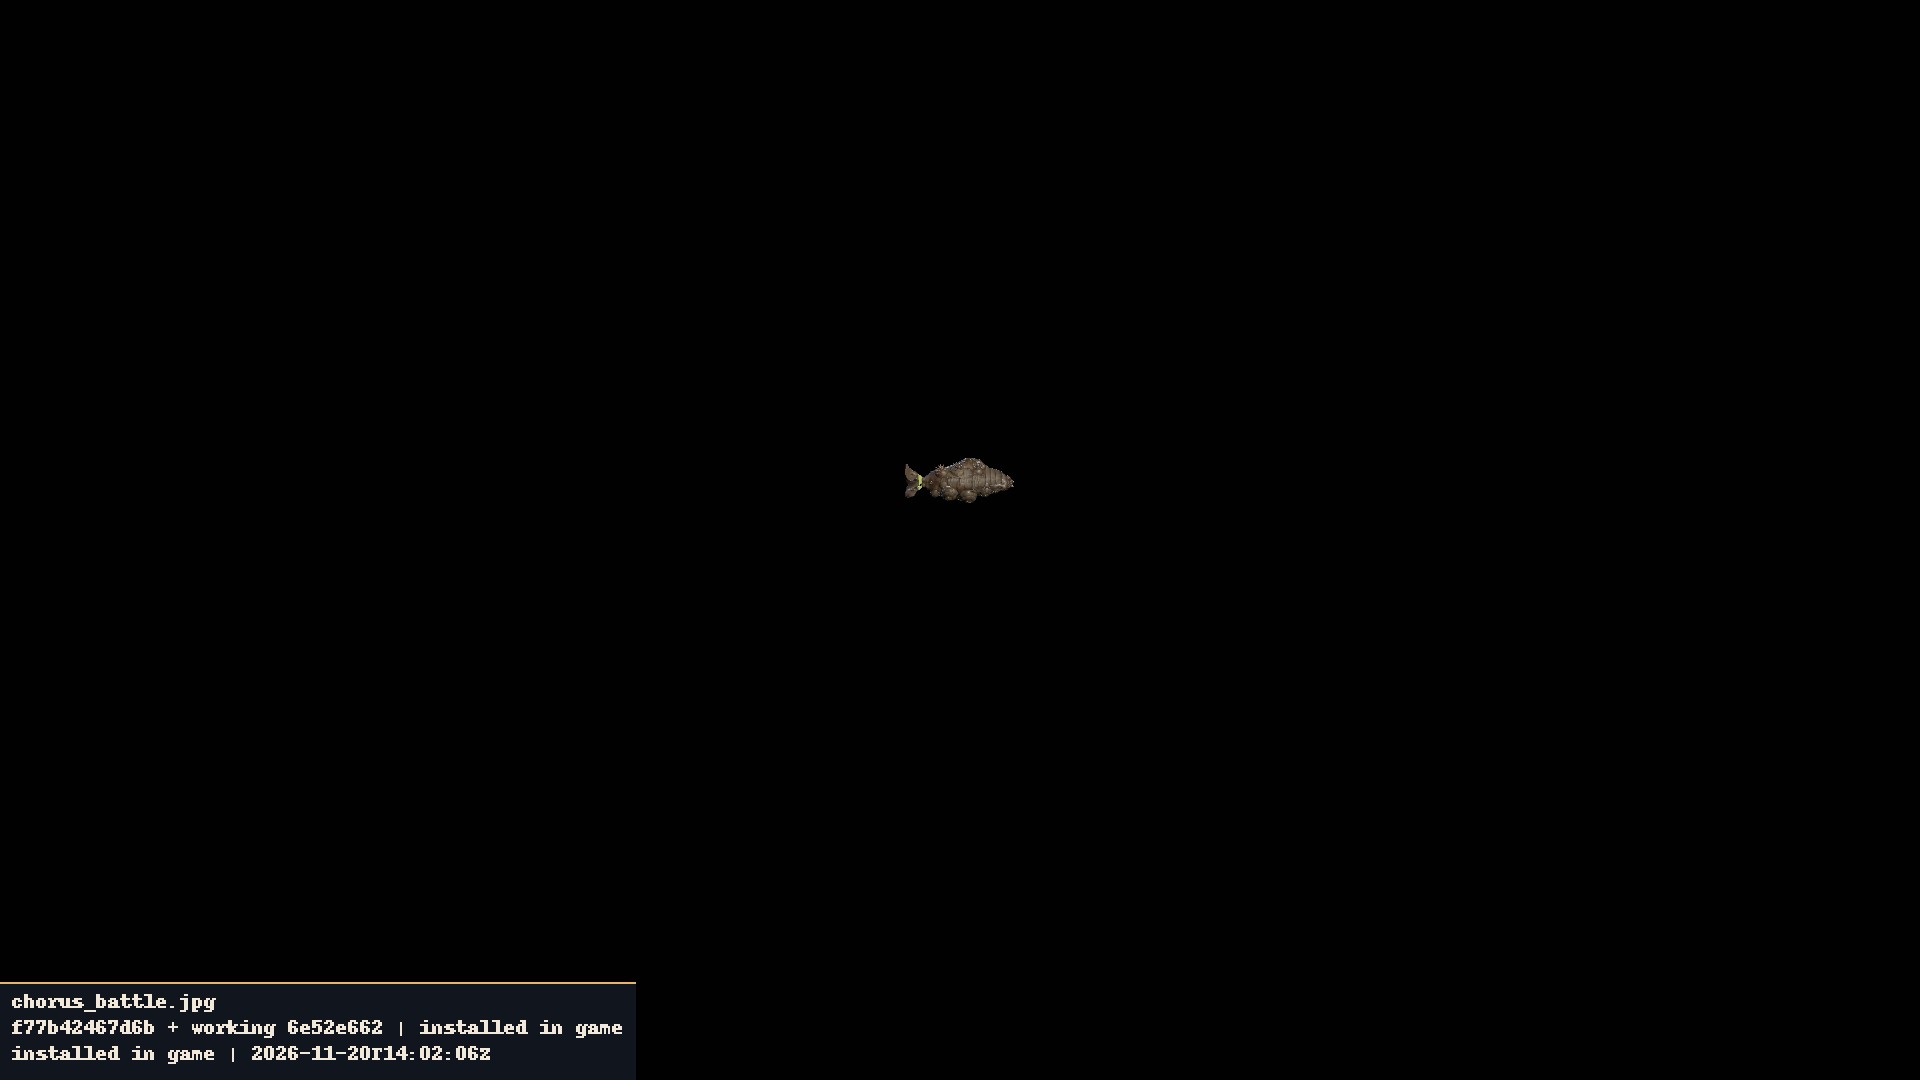 chorus_battle.jpg
f77b42467d6b + working 6e52e662 | installed in game
installed in game | 2026-11-20T14:02:06z